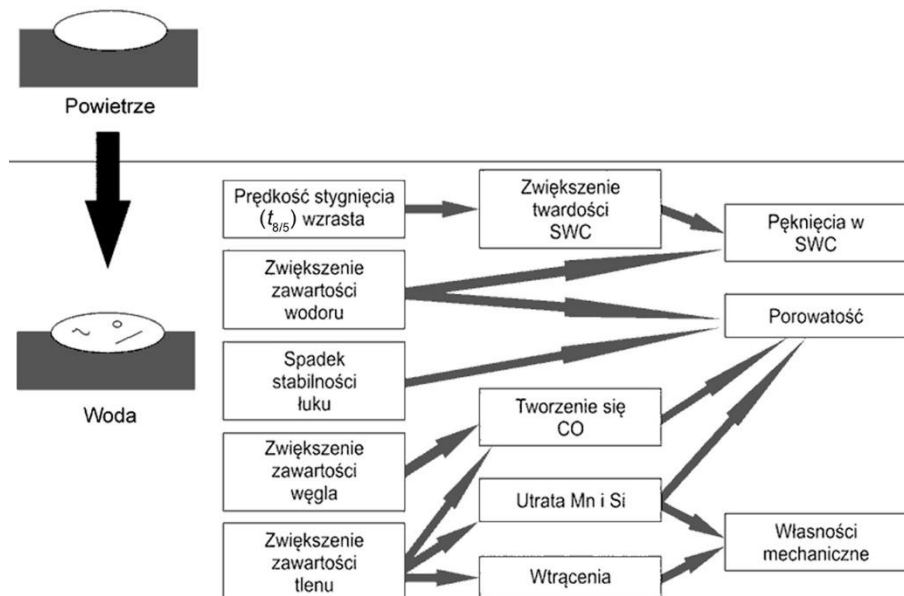 Powietrze
Prędkość stygnięcia
(t8/5) wzrasta
Zwiększenie
twardości
SWC
Pęknięcia w
SWC
Zwiększenie
zawartości
wodoru
Porowatość
Spadek
stabilności
łuku
Woda
Tworzenie się
CO
Zwiększenie
zawartości
węgla
Utrata Mn i Si
Zwiększenie
zawartości
tlenu
Wtrącenia
Własności
mechaniczne